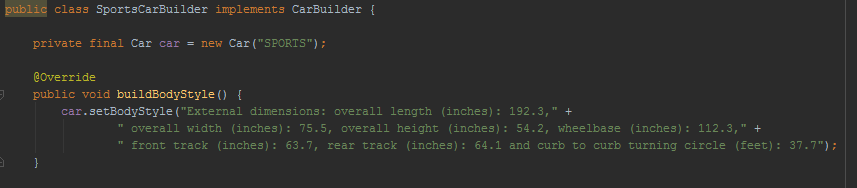 public class SportsCarBuilder implements CarBuilder {
private final Car car = new Car("SPORTS");
@Override
public void buildBodyStyle() {
car.setBodyStyle("External dimensions: overall length (inches): 192.3," +
" overall width (inches): 75.5, overall height (inches): 54.2, wheelbase (inches): 112.3," +
" front track (inches): 63.7, rear track (inches): 64.1 and curb to curb turning circle (feet): 37.7");
}